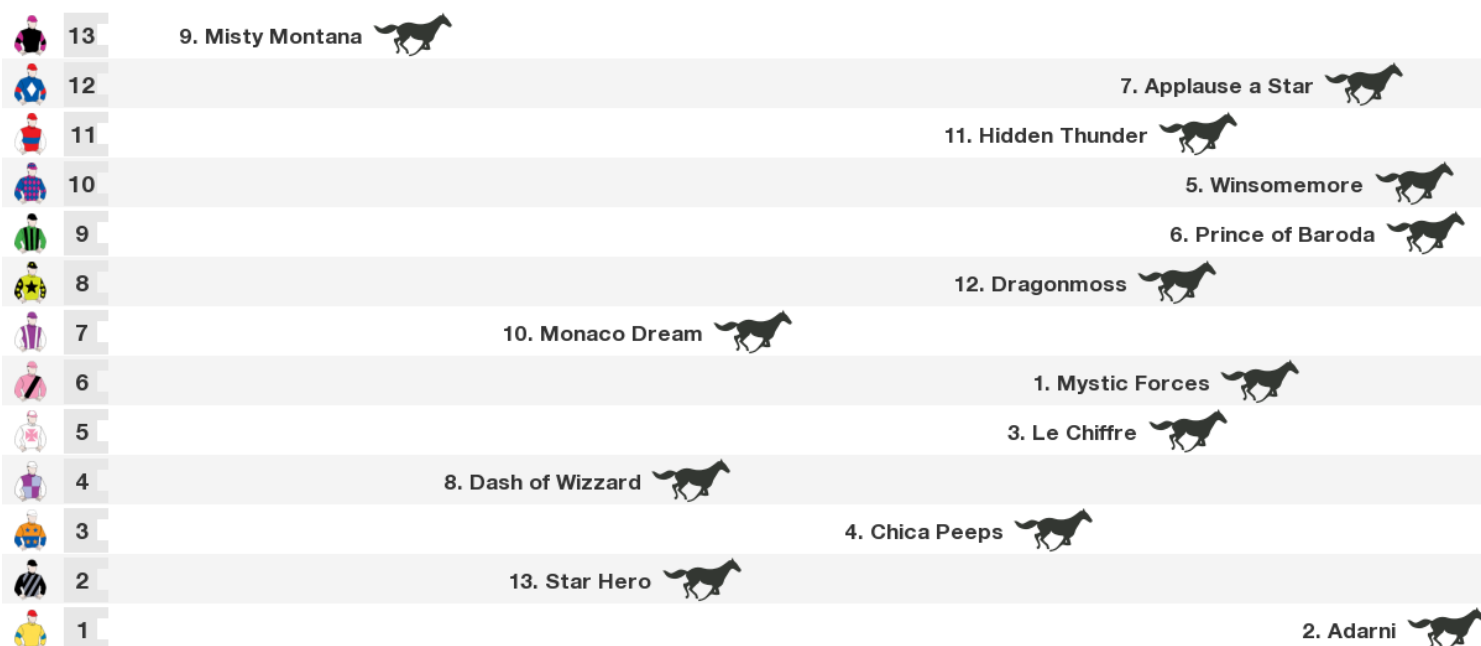 13 9. Misty Montana
12 7. Applause a Star
11 11. Hidden Thunder
10 5. Winsomemore
9 6. Prince of Baroda
8 12. Dragonmoss
7 10. Monaco Dream
6 1. Mystic Forces
5 3. Le Chiffre
4 8. Dash of Wizzard
3 4. Chica Peeps
2 13. Star Hero
1 2. Adarni